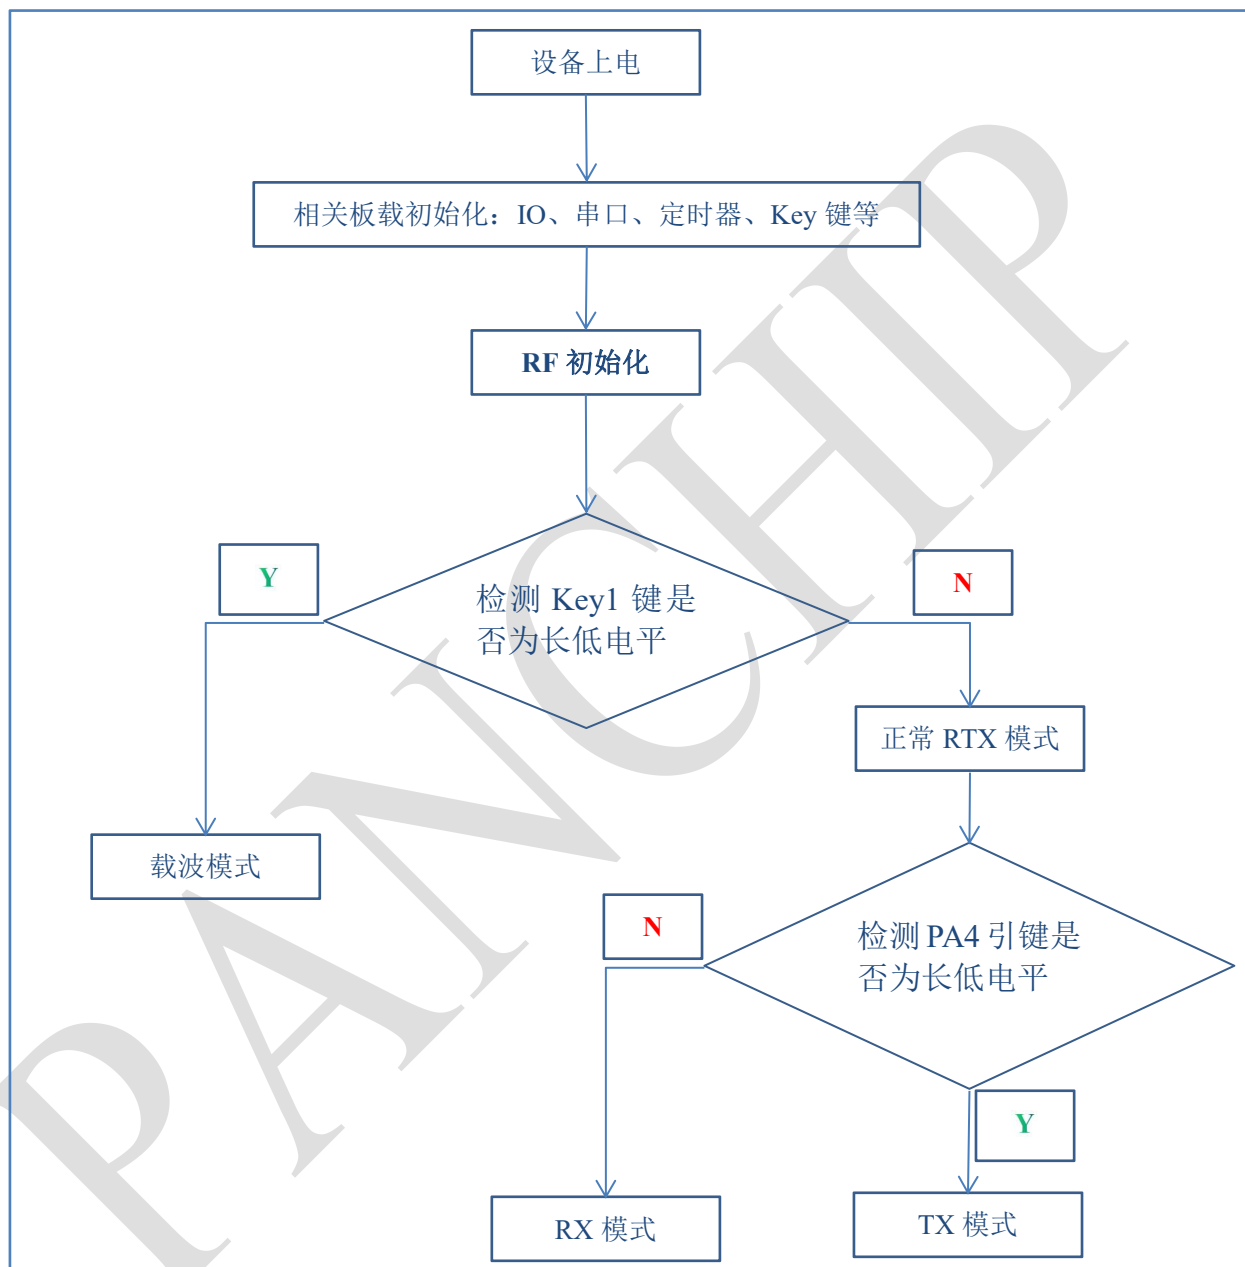 设备上电
相关板载初始化：IO、串口、定时器、Key 键等
RF 初始化
Y
N
检测 Key1 键是
否为长低电平
正常 RTX 模式
载波模式
N
检测 PA4 引键是
否为长低电平
Y
RX 模式
TX 模式
PANCHIP